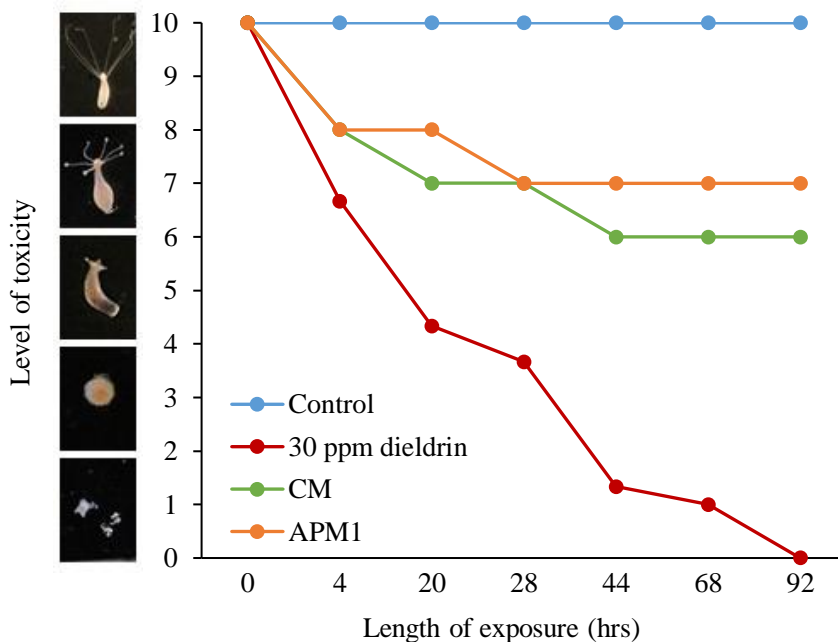 Level of toxicity
10
9
8
7
6
5
4
3
2
1
0
Control
30 ppm dieldrin
CM
APM1
0 4 20 28 44 68 92
Length of exposure (hrs)